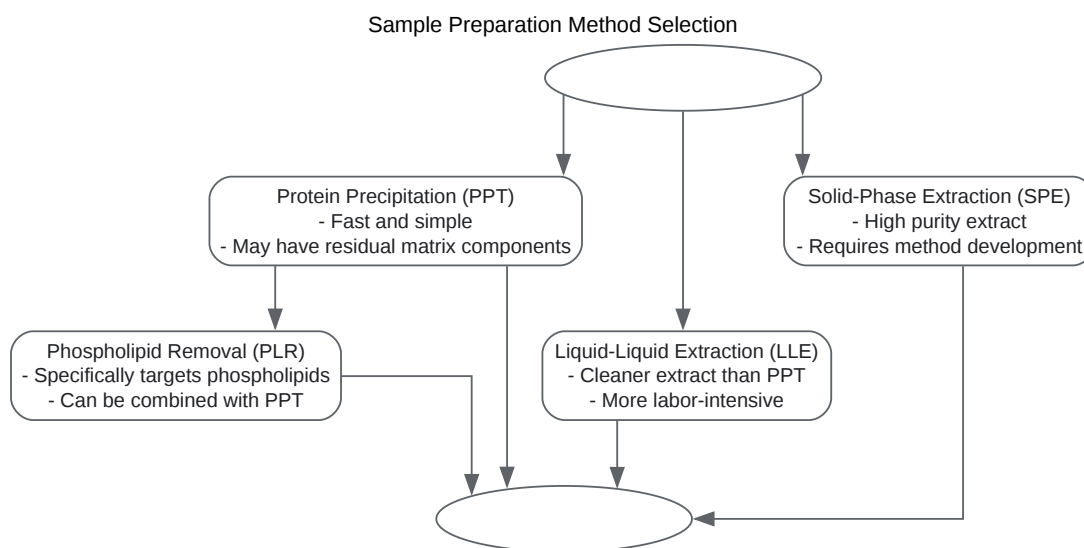 Sample Preparation Method Selection
Protein Precipitation (PPT)
- Fast and simple
- May have residual matrix components
Solid-Phase Extraction (SPE)
- High purity extract
- Requires method development
Phospholipid Removal (PLR)
- Specifically targets phospholipids
- Can be combined with PPT
Liquid-Liquid Extraction (LLE)
- Cleaner extract than PPT
- More labor-intensive